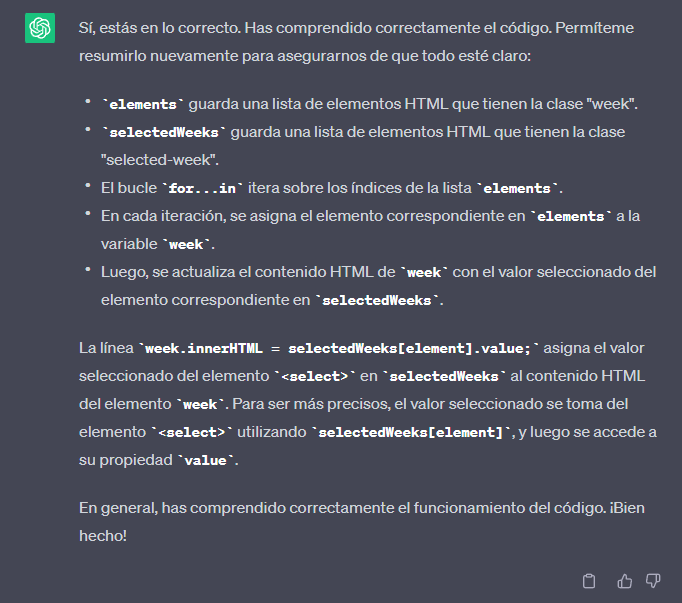 Sí, estás en lo correcto. Has comprendido correctamente el código. Permíteme
resumirlo nuevamente para asegurarnos de que todo esté claro:
• `elements` guarda una lista de elementos HTML que tienen la clase "week".
• `selectedWeeks` guarda una lista de elementos HTML que tienen la clase
"selected-week".
• El bucle `for...in` itera sobre los índices de la lista `elements`.
• En cada iteración, se asigna el elemento correspondiente en `elements` a la
variable `week`.
• Luego, se actualiza el contenido HTML de `week` con el valor seleccionado del
elemento correspondiente en `selectedWeeks`.
La línea `week.innerHTML = selectedWeeks[element].value;` asigna el valor
seleccionado del elemento `<select>` en `selectedWeeks` al contenido HTML
del elemento `week`. Para ser más precisos, el valor seleccionado se toma del
elemento `<select>` utilizando `selectedWeeks[element]`, y luego se accede a
su propiedad `value`.
En general, has comprendido correctamente el funcionamiento del código. ¡Bien
hecho!